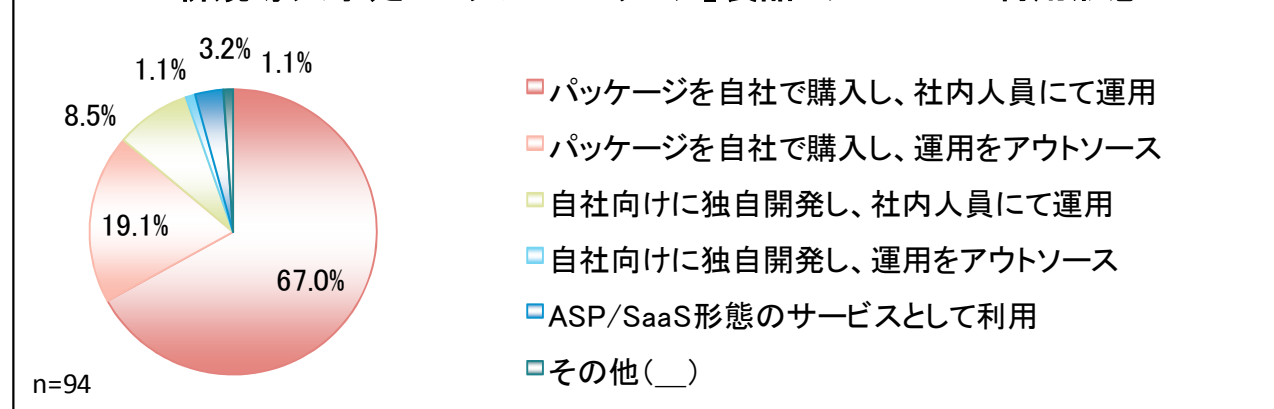 3.2%
1.1%
1.1%
8.5%
19.1%
67.0%
n=94
パッケージを自社で購入し、社内人員にて運用
パッケージを自社で購入し、運用をアウトソース
自社向けに独自開発し、社内人員にて運用
自社向けに独自開発し、運用をアウトソース
ASP/SaaS形態のサービスとして利用
その他(__)